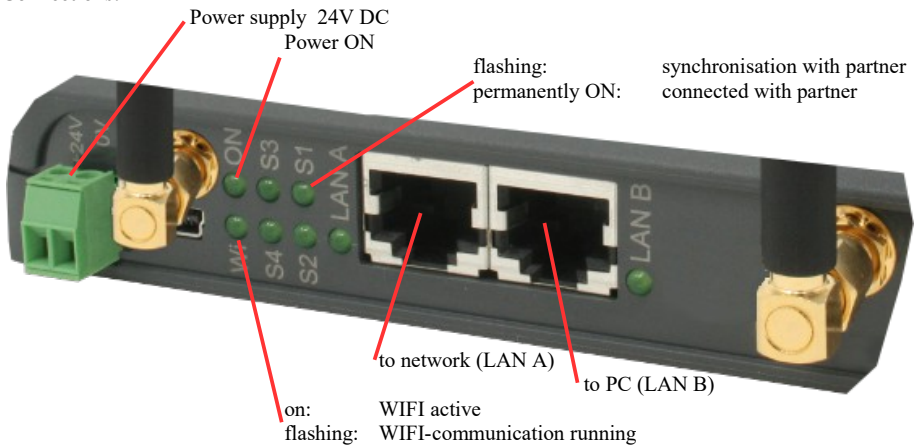 Power supply 24V DC
Power ON
flashing: synchronisation with partner
permanently ON: connected with partner
+24V
0V
ON
S3
S1
LAN A
LAN B
S4
S2
to network (LAN A)
to PC (LAN B)
on: WIFI active
flashing: WIFI-communication running